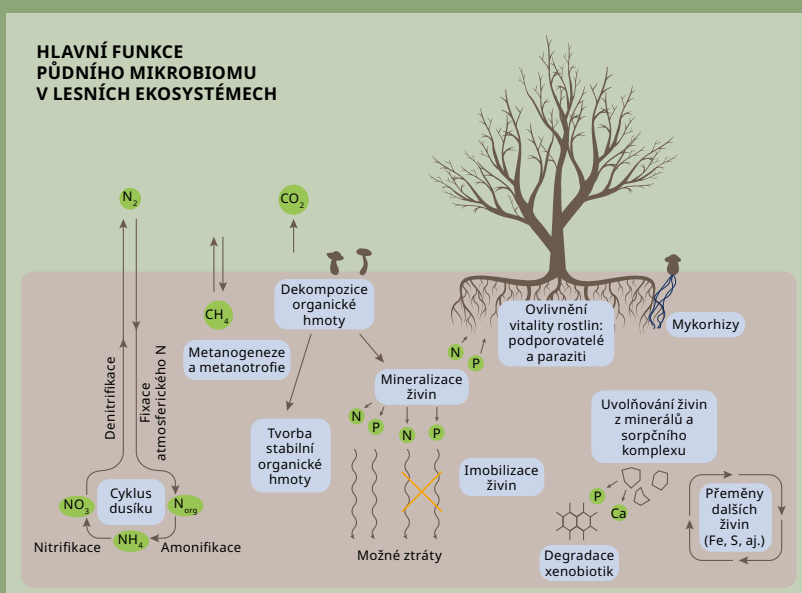 HLAVNÍ FUNKCE
PŮDNÍHO MIKROBIOMU
V LESNÍCH EKOSYSTÉMECH
N₂
CO₂
CH₄
Metanogeneze
a metanotrofie
Dekompozice
organické
hmoty
Ovlivnění
vitality rostlin:
podporovatelé
a paraziti
Mykorhizy
N
P
Mineralizace
živin
N
P
N
P
Tvorba
stabilní
organické
hmoty
Imobilizace
živin
Možné ztráty
Uvolňování živin
z minerálů a
sorpčního
komplexu
P
Ca
Degradace
xenobiotik
Přeměny
dalších
živin
(Fe, S, aj.)
Denitrifikace
Fixace
atmosferického N
Cyklus
dusíku
NO₃
N_org
NH₄
Nitrifikace
Amonifikace